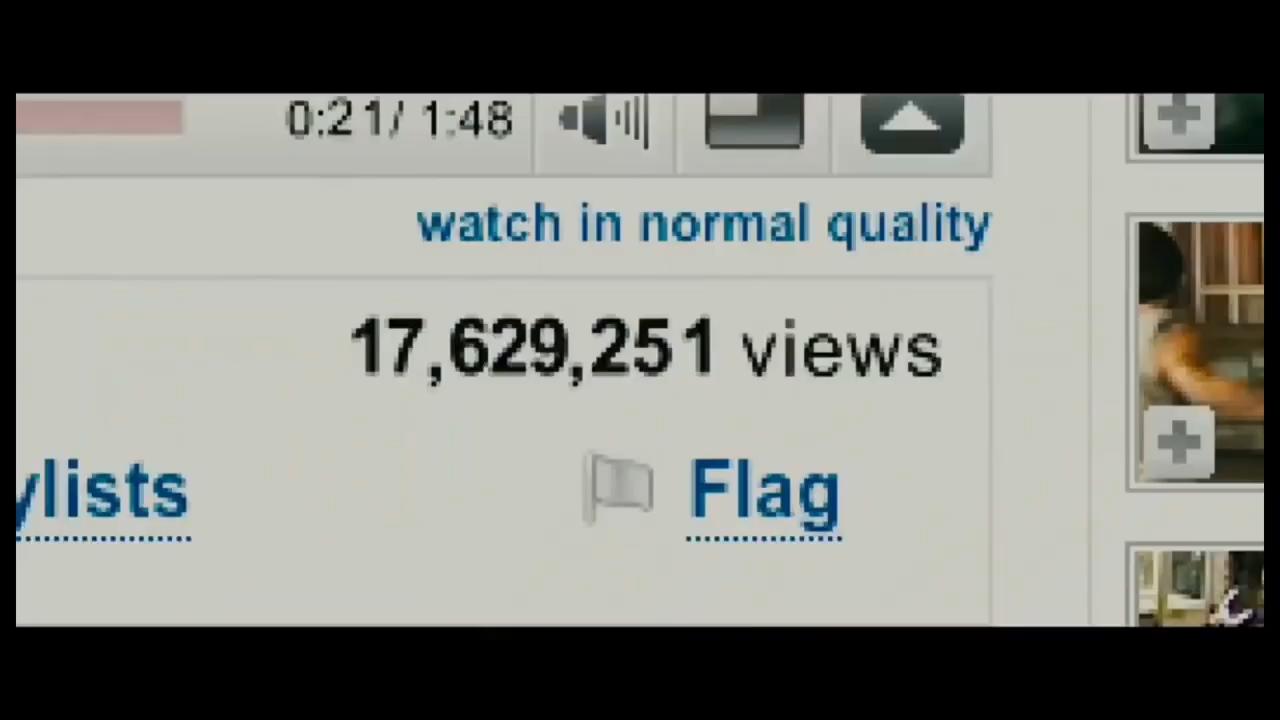 0:21/ 1:48
watch in normal quality
17,629,251 views
ylists
Flag